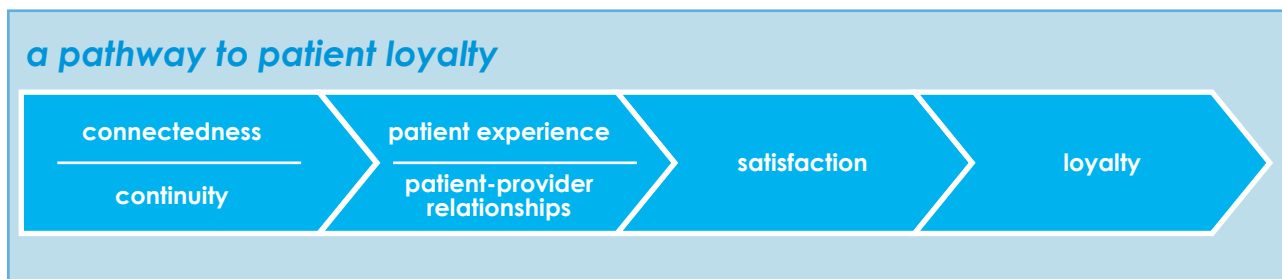 a pathway to patient loyalty
connectedness
continuity
patient experience
patient-provider
relationships
satisfaction
loyalty